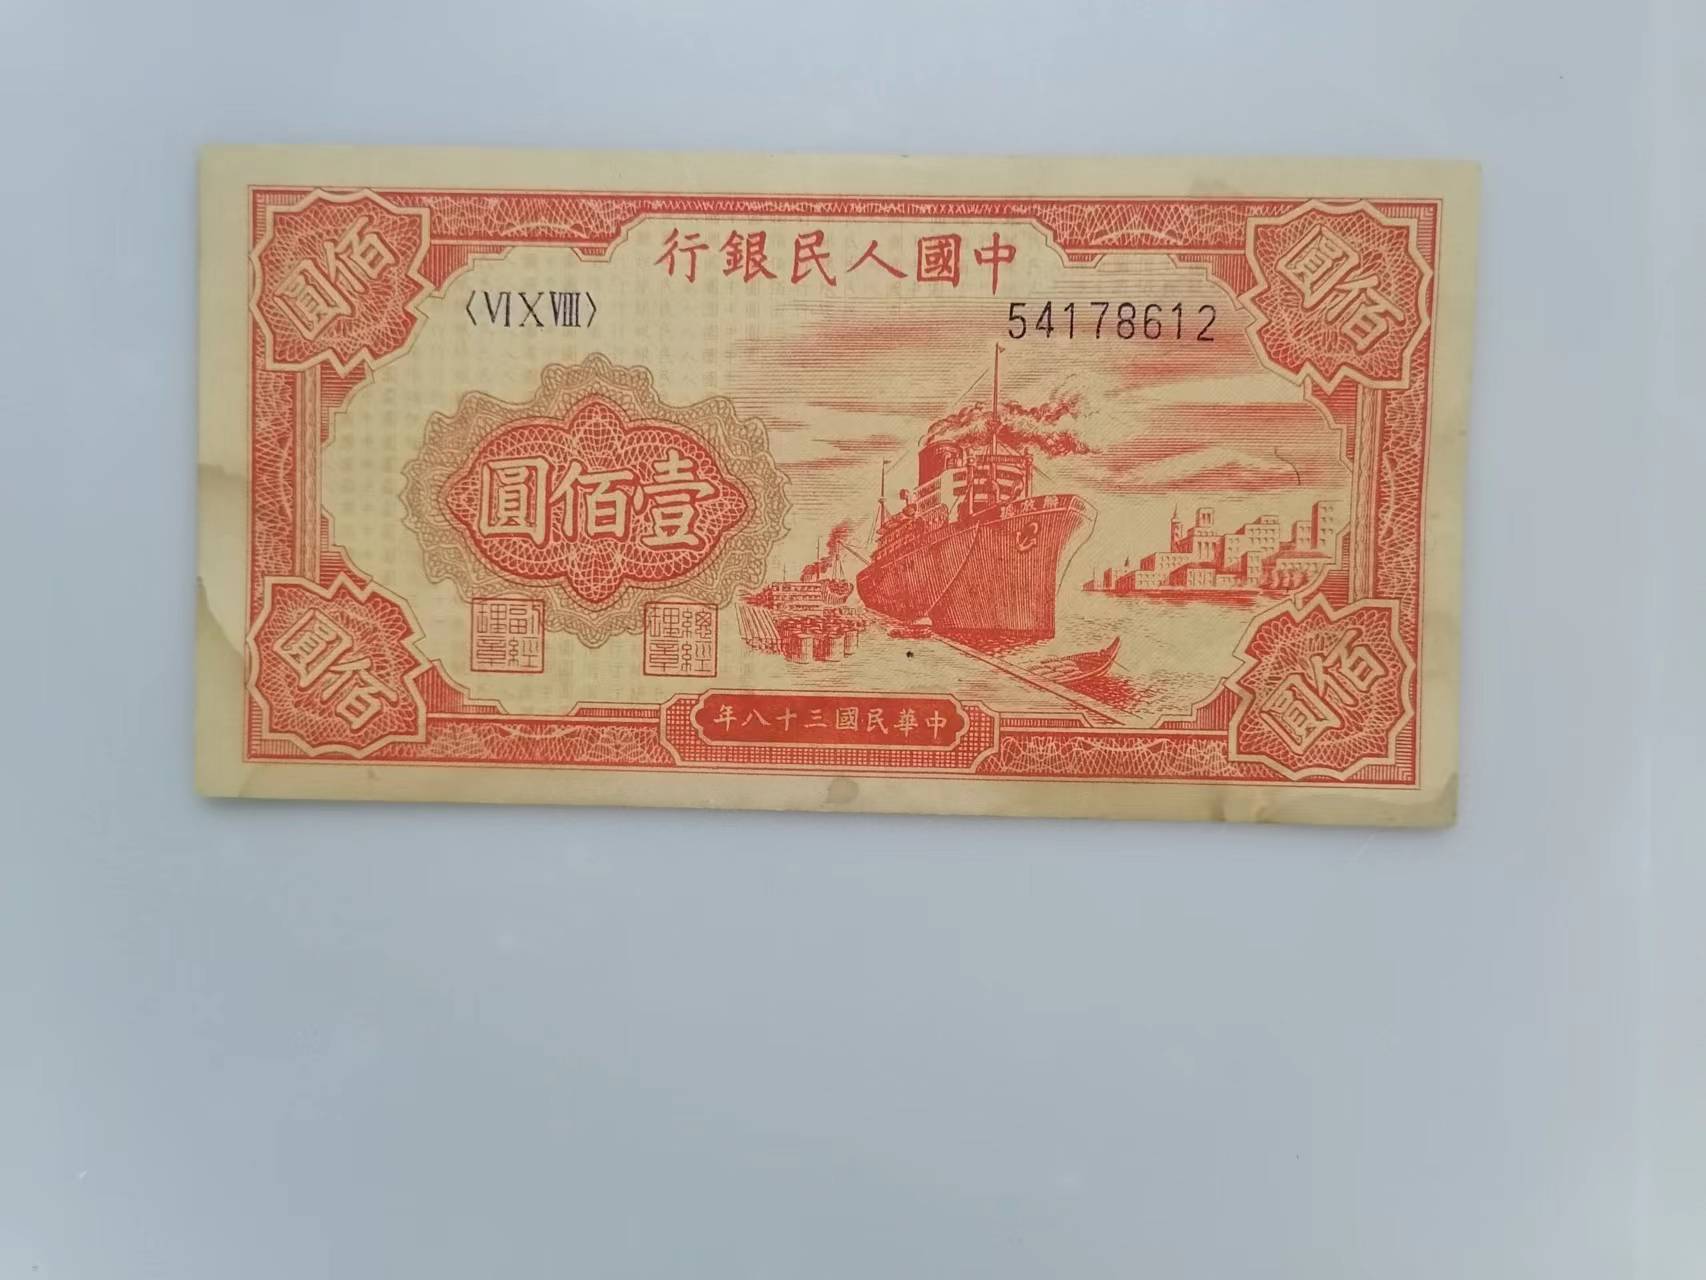 中國人民銀行
〈VI X VIII〉
54178612
佰圓
佰圓
壹佰圓
副經理章
總經理章
佰圓
佰圓
中華民國三十八年